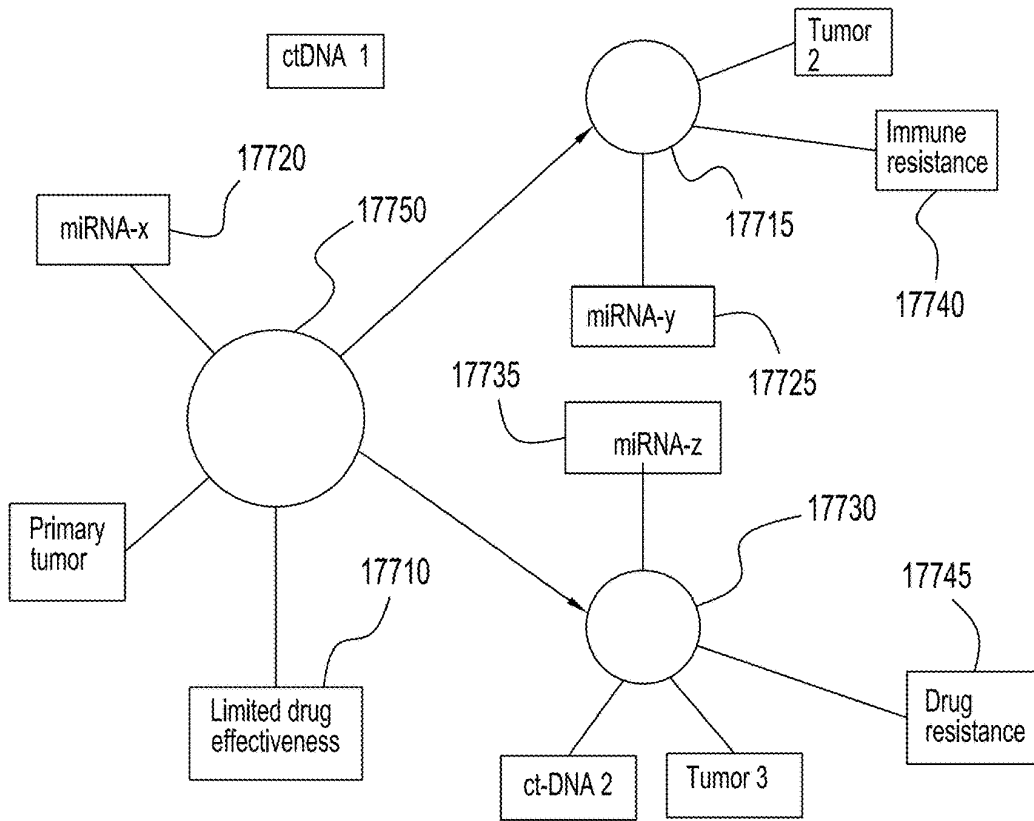 ctDNA 1
Tumor
2
17720
miRNA-x
17750
Immune
resistance
17715
17740
miRNA-y
17725
17735
miRNA-z
Primary
tumor
17730
17710
17745
Limited drug
effectiveness
Drug
resistance
ct-DNA 2
Tumor 3